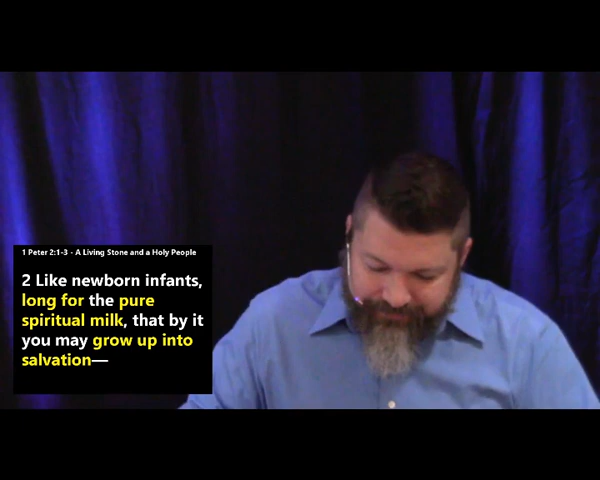 1 Peter 2:1-3 - A Living Stone and a Holy People
2 Like newborn infants,
long for the pure
spiritual milk, that by it
you may grow up into
salvation—